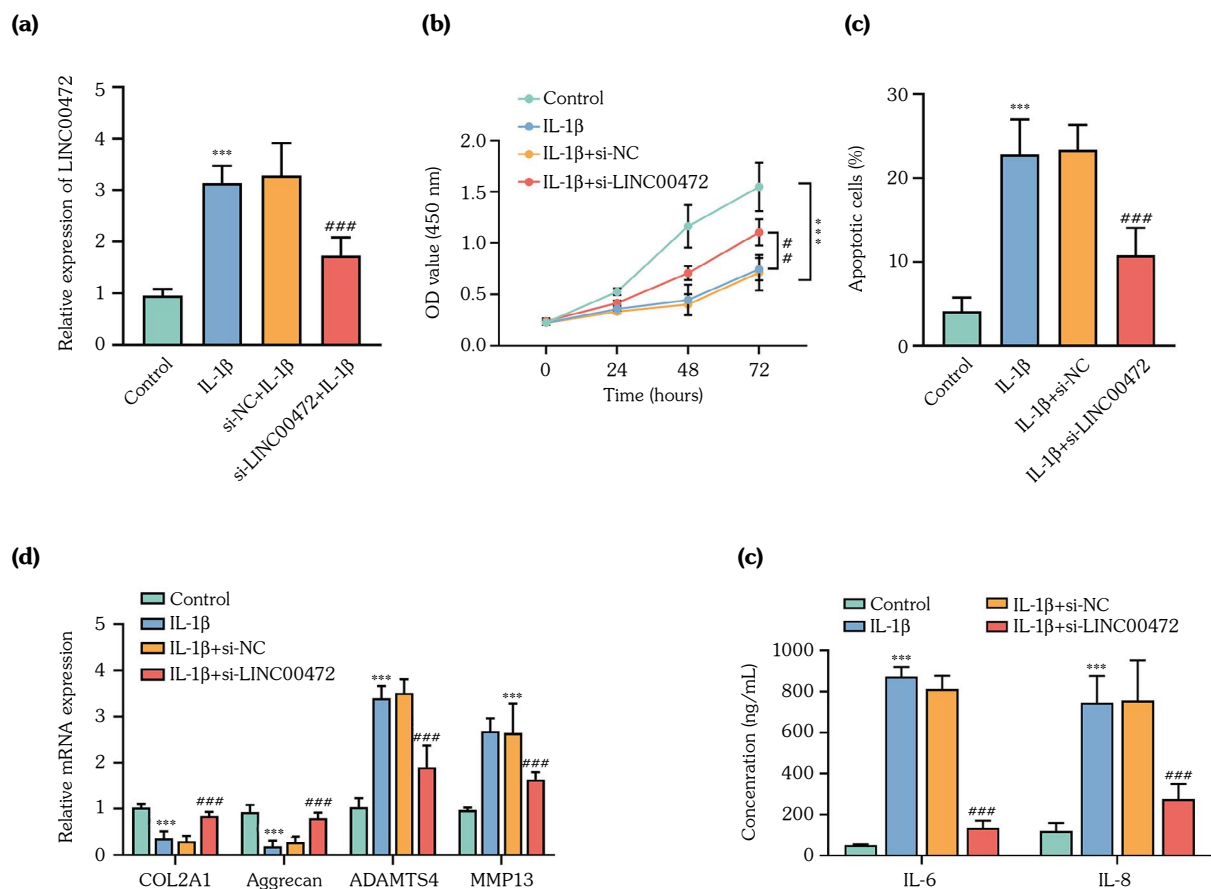 (a)
Relative expression of LINC00472
5
4
3
2
1
0
***
###
Control
IL-1β
si-NC+IL-1β
si-LINC00472+IL-1β
(b)
Control
IL-1β
IL-1β+si-NC
IL-1β+si-LINC00472
OD value (450 nm)
2.0
1.5
1.0
0.5
0.0
##
***
0 24 48 72
Time (hours)
(c)
Apoptotic cells (%)
30
20
10
0
***
###
Control
IL-1β
IL-1β+si-NC
IL-1β+si-LINC00472
(d)
Control
IL-1β
IL-1β+si-NC
IL-1β+si-LINC00472
Relative mRNA expression
5
4
3
2
1
0
*** ###
*** ###
*** ###
*** ###
COL2A1 Aggrecan ADAMTS4 MMP13
(c)
Control IL-1β+si-NC
IL-1β IL-1β+si-LINC00472
Concenration (ng/mL)
1000
800
600
400
200
0
*** ###
*** ###
IL-6 IL-8